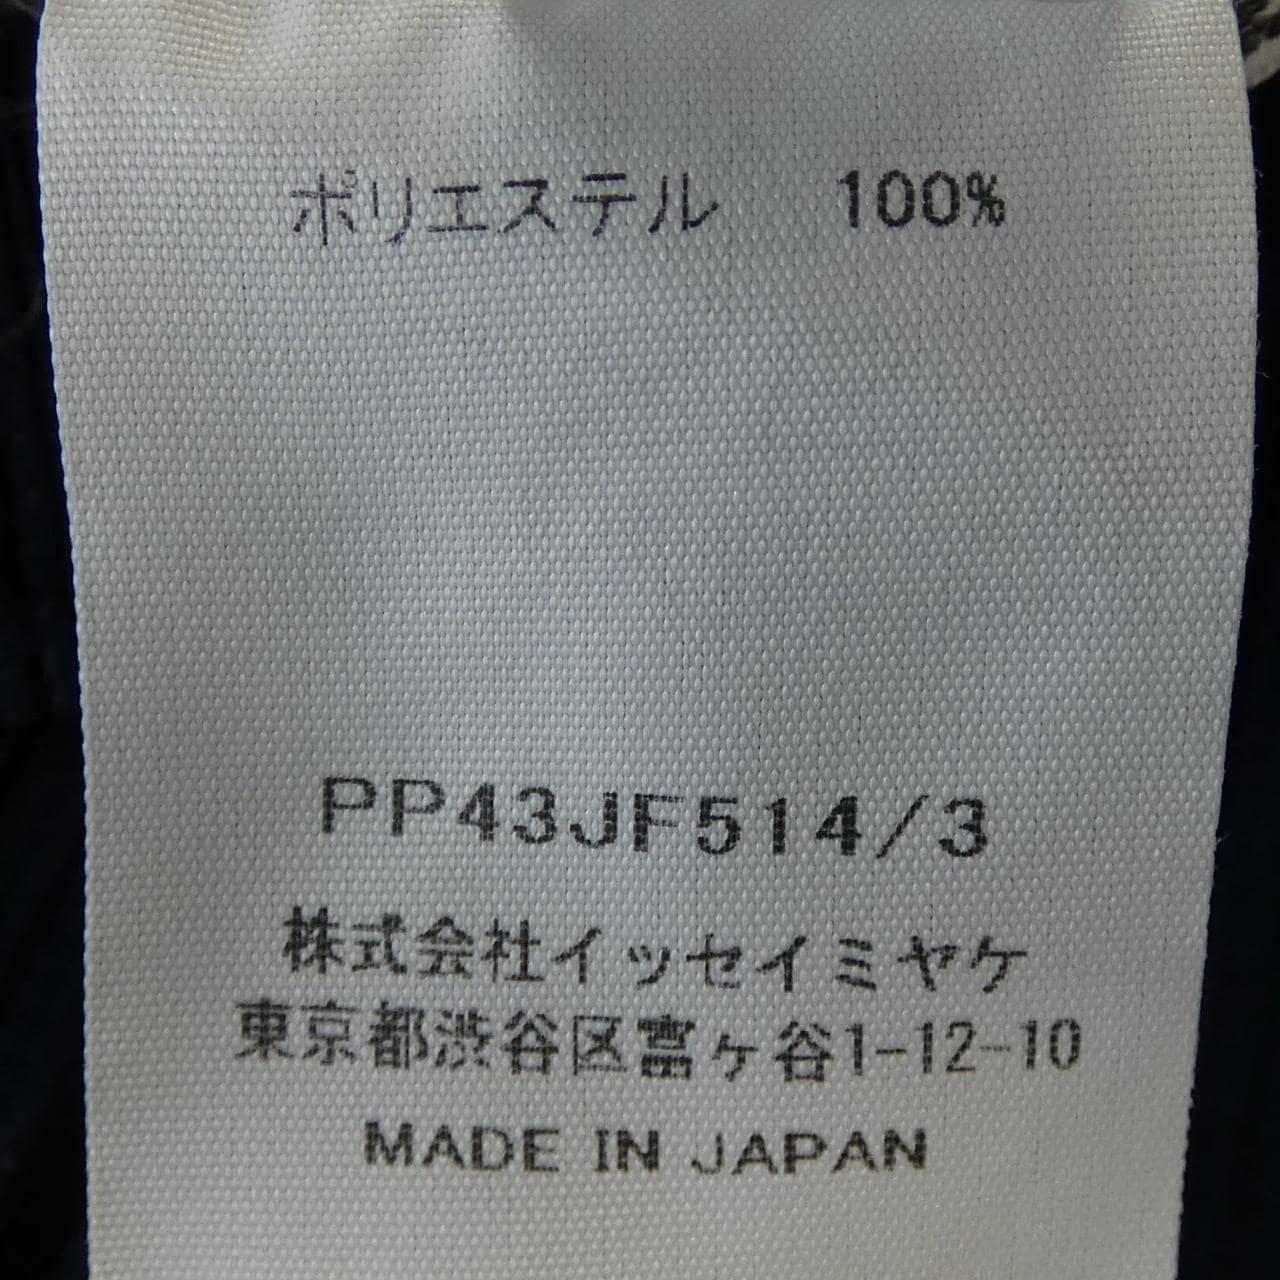 ポリエステル 100%
PP43JF514/3
株式会社イッセイミヤケ
東京都渋谷区富ヶ谷1-12-10
MADE IN JAPAN